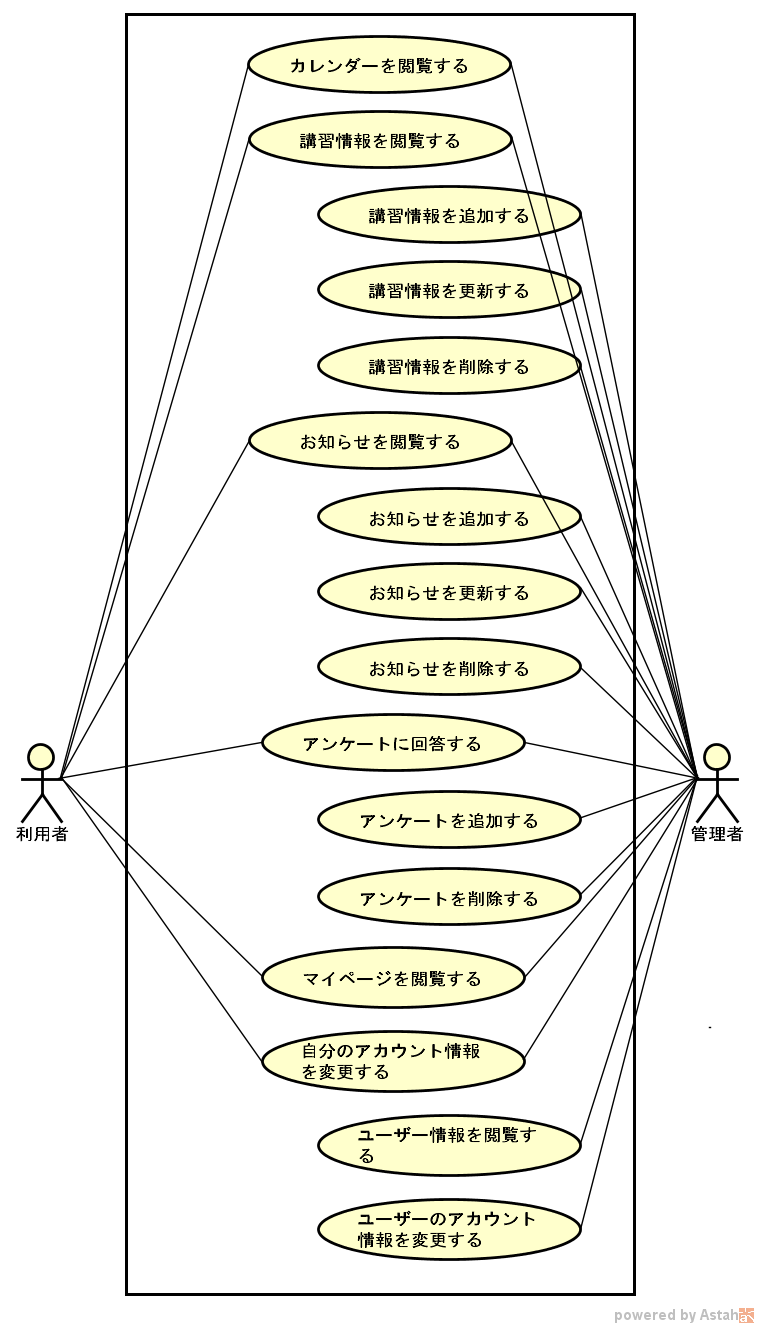 カレンダーを閲覧する
講習情報を閲覧する
講習情報を追加する
講習情報を更新する
講習情報を削除する
お知らせを閲覧する
お知らせを追加する
お知らせを更新する
お知らせを削除する
アンケートに回答する
利用者
管理者
アンケートを追加する
アンケートを削除する
マイページを閲覧する
自分のアカウント情報
を変更する
ユーザー情報を閲覧す
る
ユーザーのアカウント
情報を変更する
powered by Astah